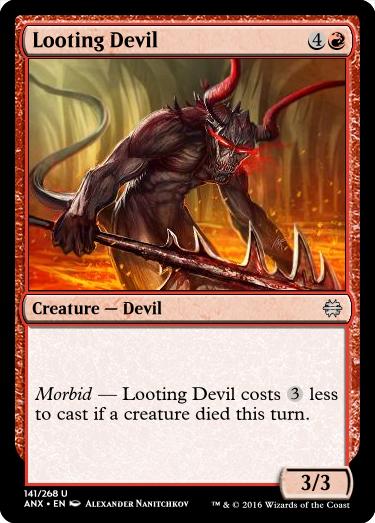 Looting Devil 4
Creature — Devil
Morbid — Looting Devil costs 3 less
to cast if a creature died this turn.
3/3
141/268 U
ANX • EN Alexander Nanitchkov
™ & © 2016 Wizards of the Coast